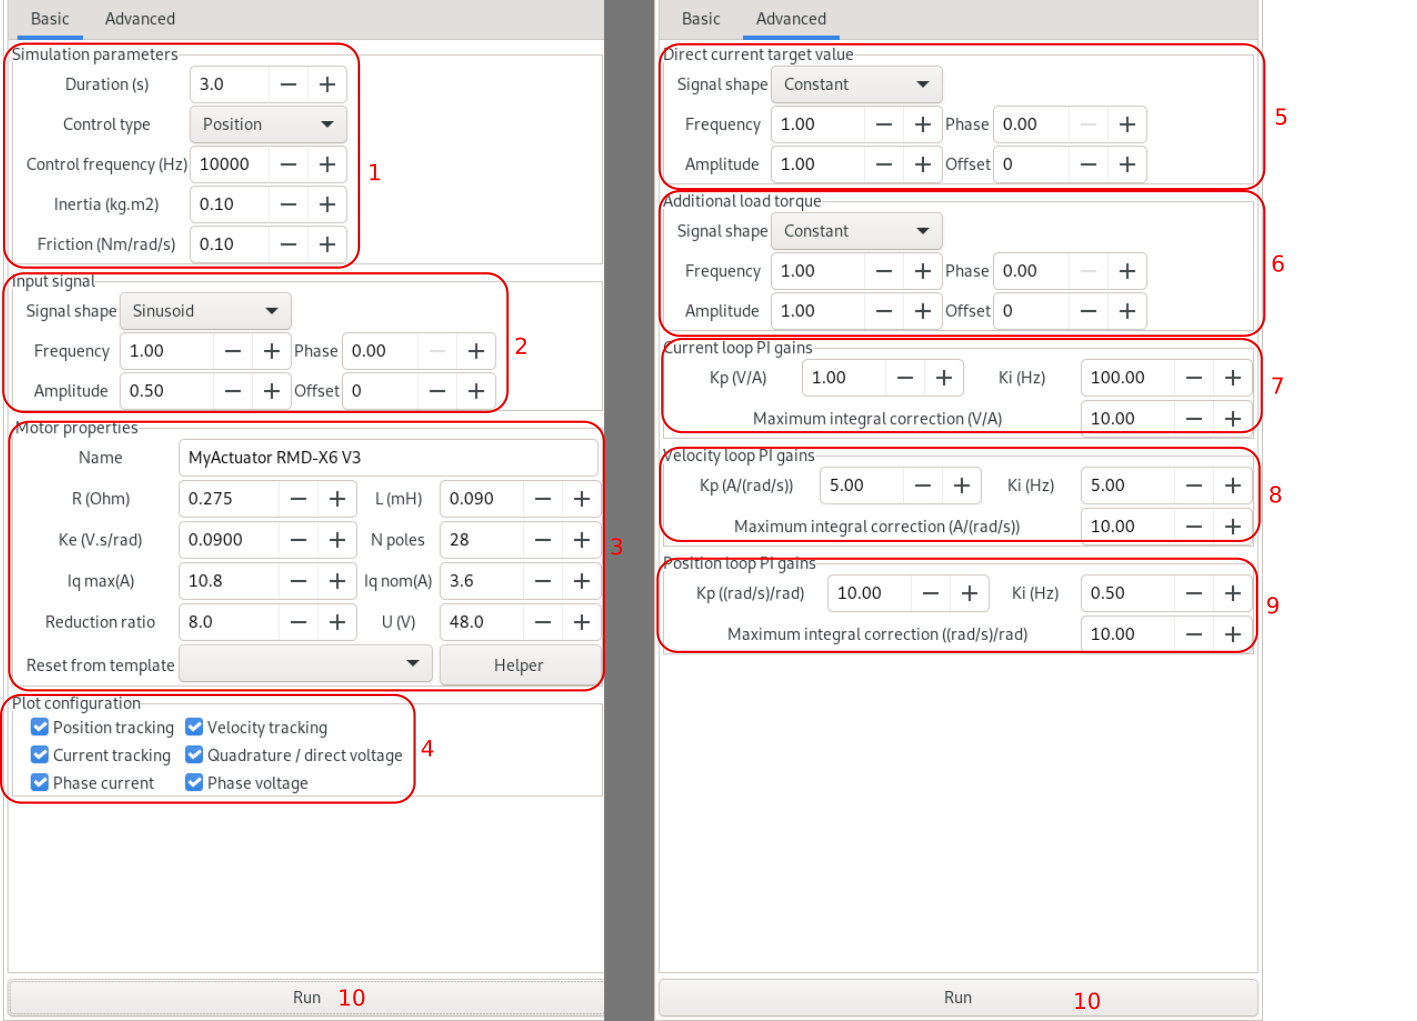 Basic Advanced
Simulation parameters
Duration (s) 3.0
Control type Position
Control frequency (Hz) 10000
1
Inertia (kg.m2) 0.10
Friction (Nm/rad/s) 0.10
Input signal
Signal shape Sinusoid
Frequency 1.00 Phase 0.00
2
Amplitude 0.50 Offset 0
Motor properties
Name MyActuator RMD-X6 V3
R (Ohm) 0.275 L (mH) 0.090
Ke (V.s/rad) 0.0900 N poles 28
3
Iq max(A) 10.8 Iq nom(A) 3.6
Reduction ratio 8.0 U (V) 48.0
Reset from template Helper
Plot configuration
Position tracking Velocity tracking
Current tracking Quadrature / direct voltage
4
Phase current Phase voltage
Run 10
Basic Advanced
Direct current target value
Signal shape Constant
Frequency 1.00 Phase 0.00
5
Amplitude 1.00 Offset 0
Additional load torque
Signal shape Constant
Frequency 1.00 Phase 0.00
6
Amplitude 1.00 Offset 0
Current loop PI gains
Kp (V/A) 1.00 Ki (Hz) 100.00
7
Maximum integral correction (V/A) 10.00
Velocity loop PI gains
Kp (A/(rad/s)) 5.00 Ki (Hz) 5.00
8
Maximum integral correction (A/(rad/s)) 10.00
Position loop PI gains
Kp ((rad/s)/rad) 10.00 Ki (Hz) 0.50
9
Maximum integral correction ((rad/s)/rad) 10.00
Run 10